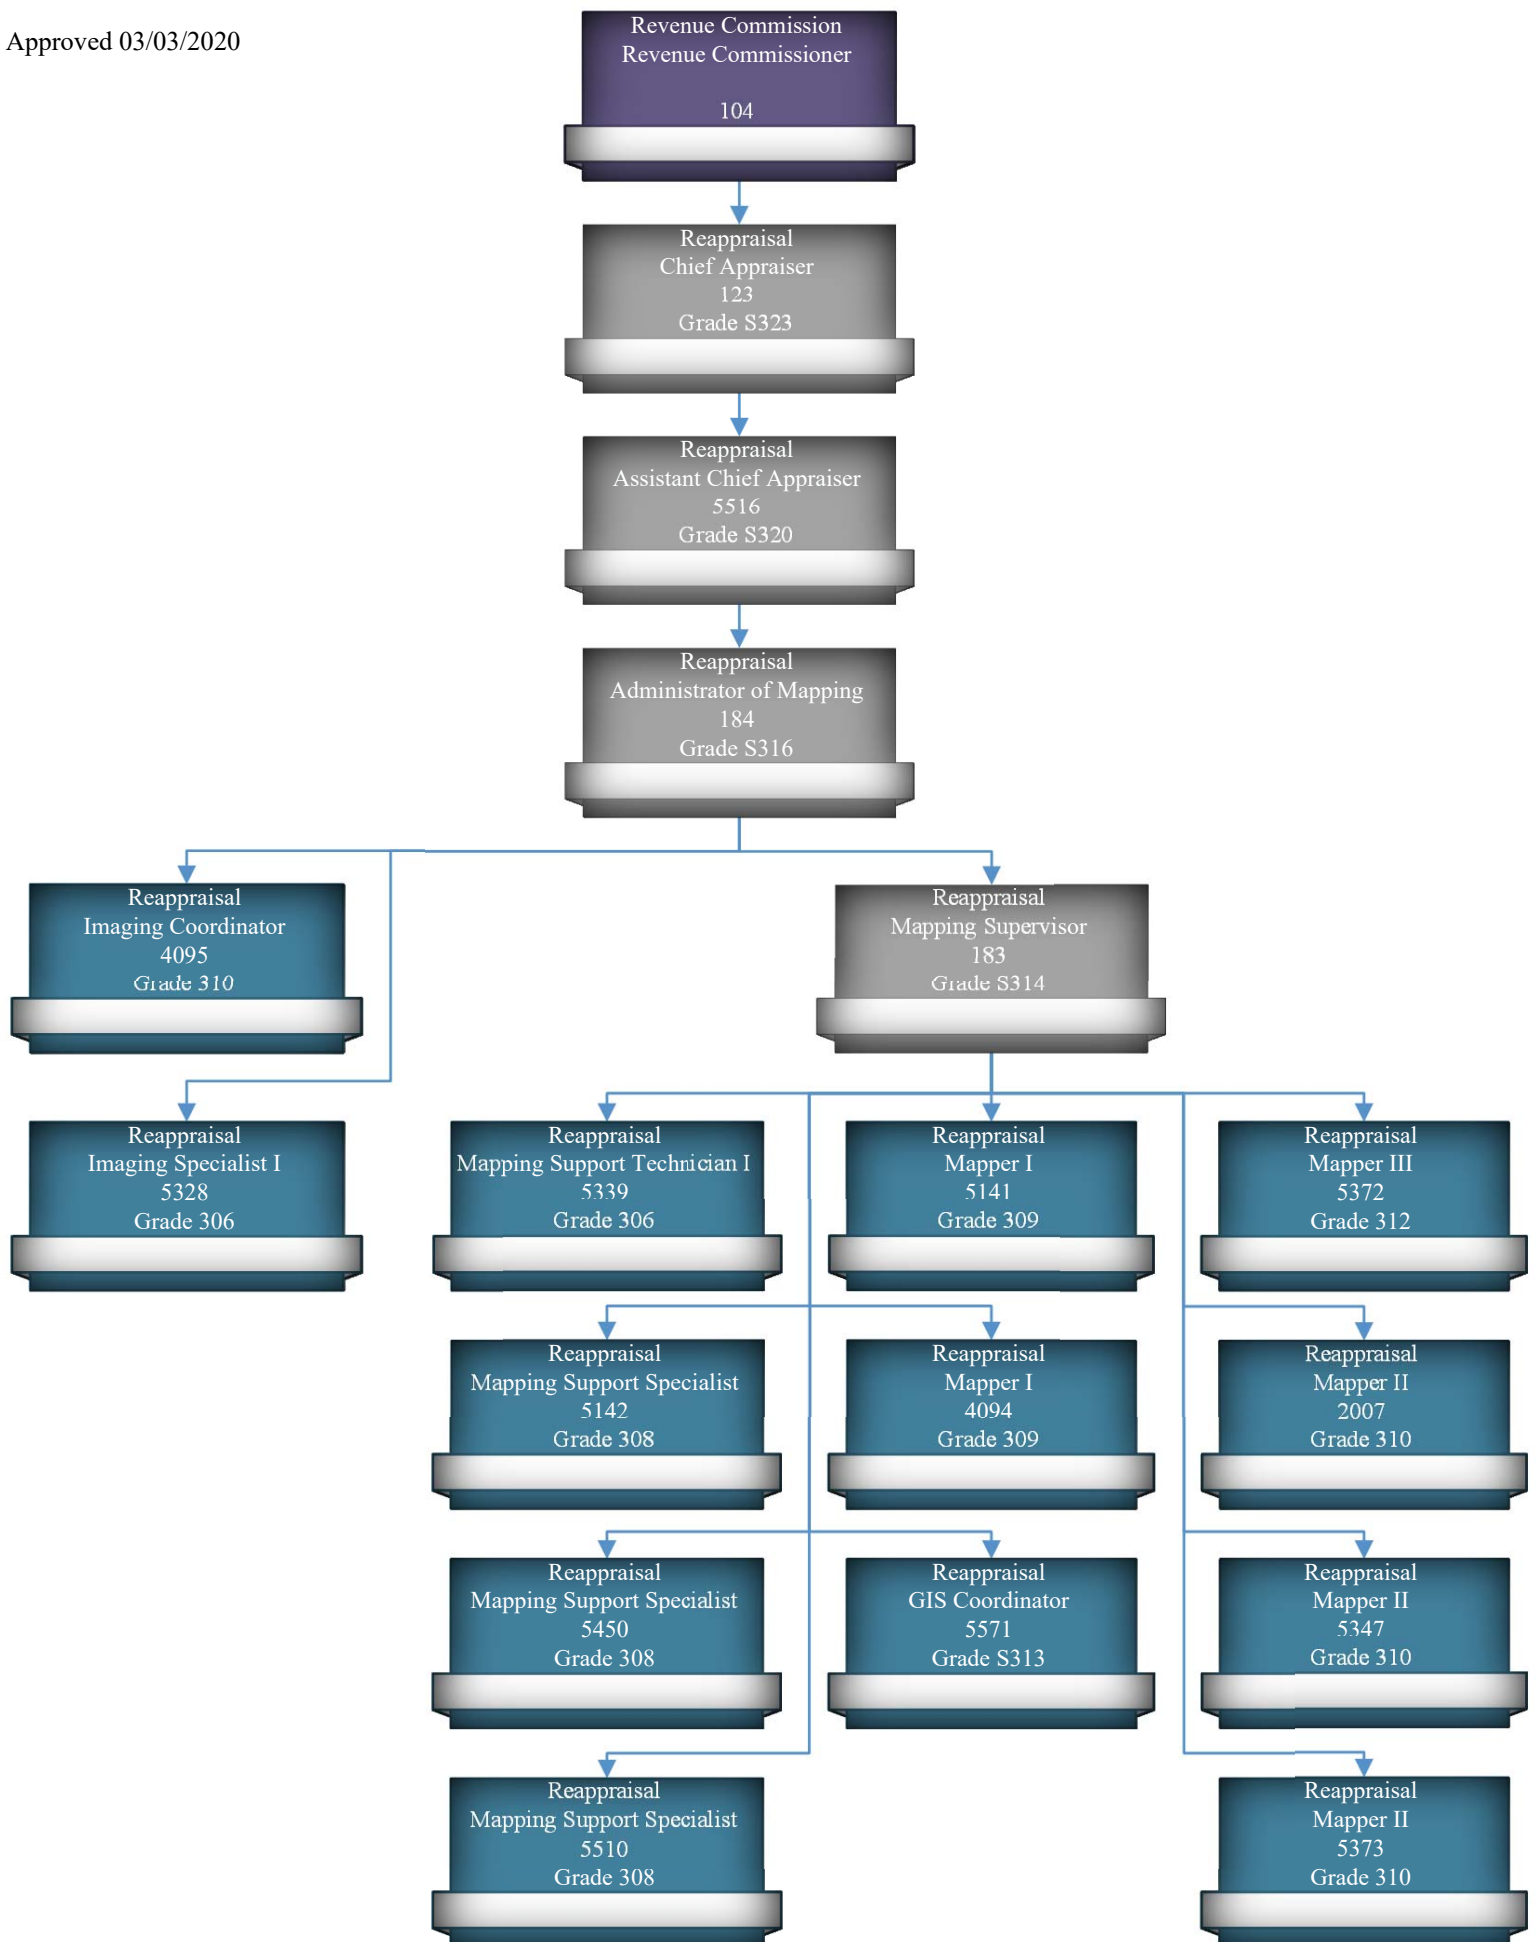 Approved 03/03/2020
Revenue Commission
Revenue Commissioner
104
Reappraisal
Chief Appraiser
123
Grade S323
Reappraisal
Assistant Chief Appraiser
5516
Grade S320
Reappraisal
Administrator of Mapping
184
Grade S316
Reappraisal
Imaging Coordinator
4095
Grade 310
Reappraisal
Mapping Supervisor
183
Grade S314
Reappraisal
Imaging Specialist I
5328
Grade 306
Reappraisal
Mapping Support Technician I
5339
Grade 306
Reappraisal
Mapper I
5141
Grade 309
Reappraisal
Mapper III
5372
Grade 312
Reappraisal
Mapping Support Specialist
5142
Grade 308
Reappraisal
Mapper I
4094
Grade 309
Reappraisal
Mapper II
2007
Grade 310
Reappraisal
Mapping Support Specialist
5450
Grade 308
Reappraisal
GIS Coordinator
5571
Grade S313
Reappraisal
Mapper II
5347
Grade 310
Reappraisal
Mapping Support Specialist
5510
Grade 308
Reappraisal
Mapper II
5373
Grade 310